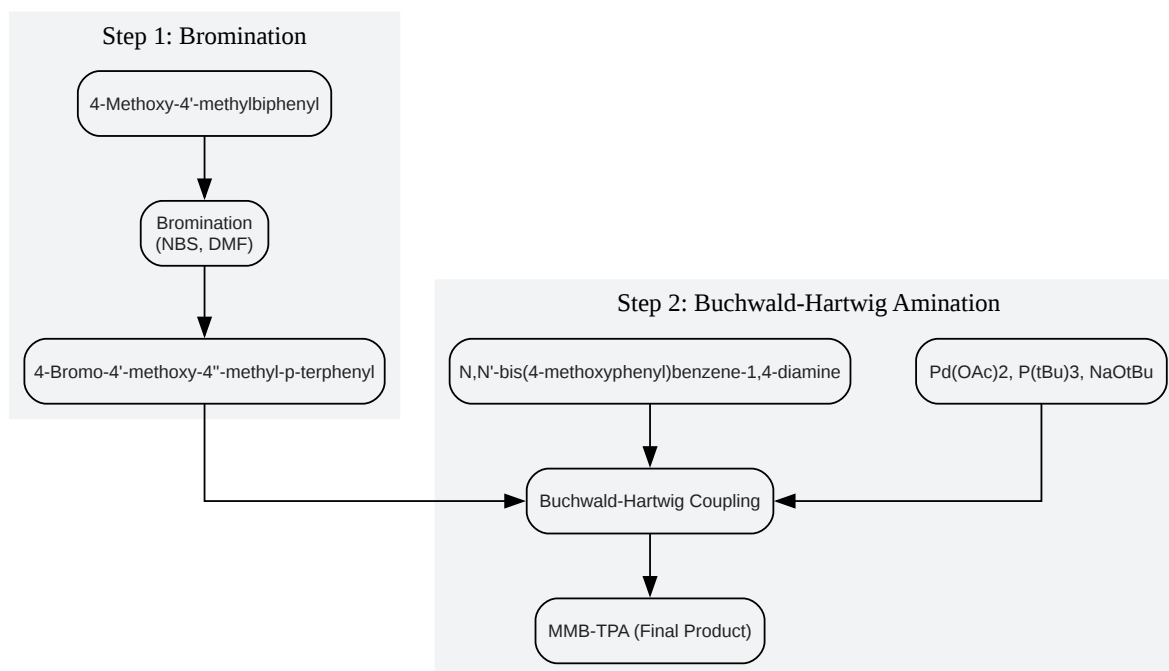 Step 1: Bromination
4-Methoxy-4'-methylbiphenyl
Bromination
(NBS, DMF)
4-Bromo-4'-methoxy-4''-methyl-p-terphenyl
Step 2: Buchwald-Hartwig Amination
N,N'-bis(4-methoxyphenyl)benzene-1,4-diamine
Pd(OAc)2, P(tBu)3, NaOtBu
Buchwald-Hartwig Coupling
MMB-TPA (Final Product)